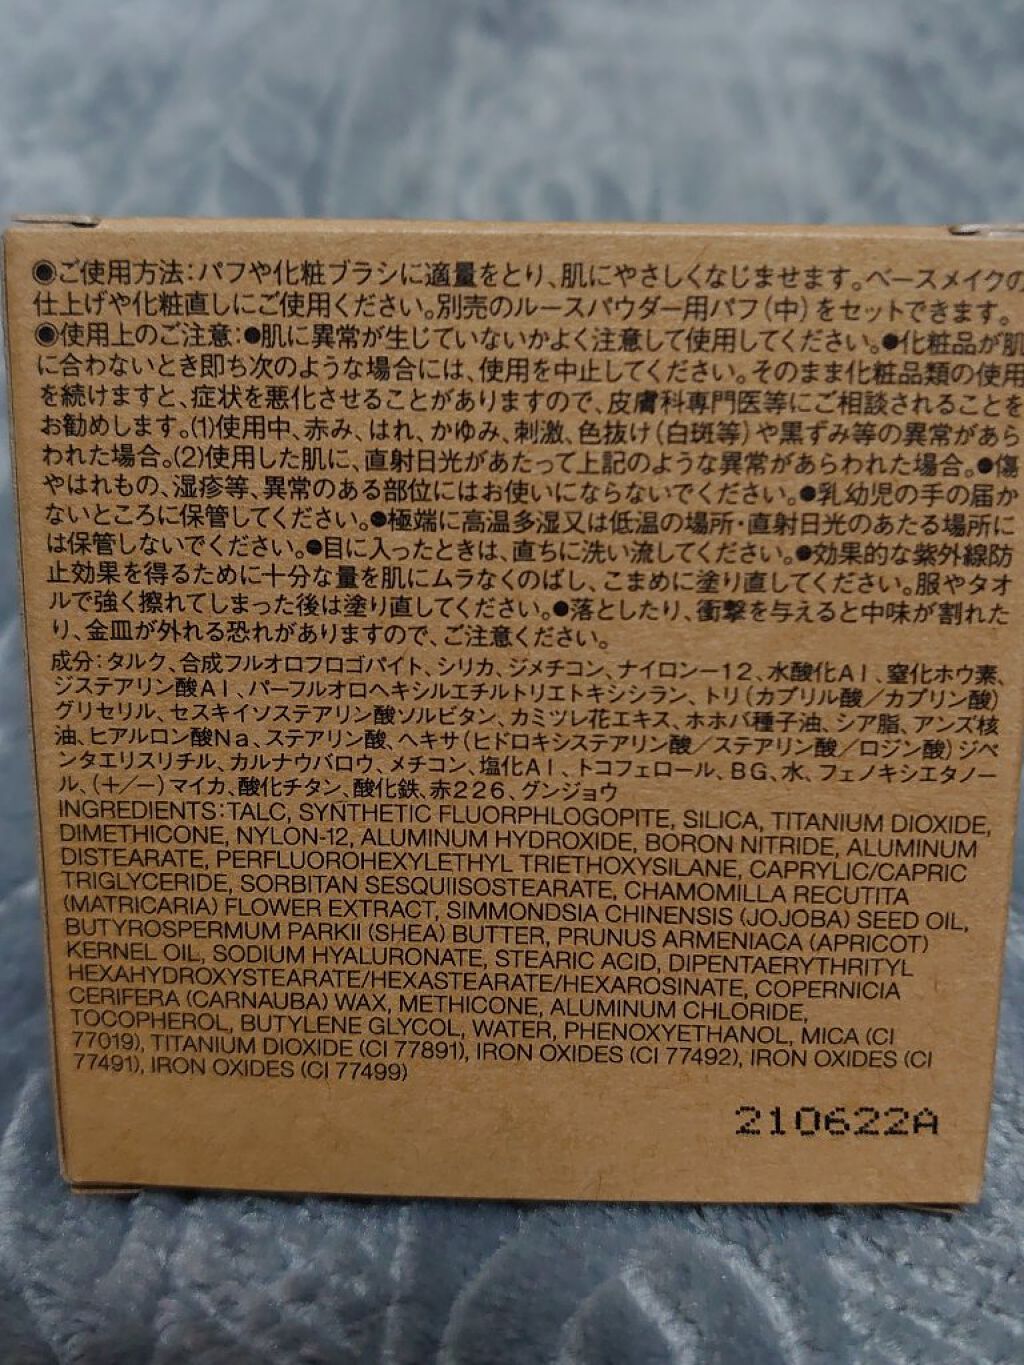 ◉ご使用方法：パフや化粧ブラシに適量をとり、肌にやさしくなじませます。ベースメイクの
仕上げや化粧直しにご使用ください。別売のルースパウダー用パフ（中）をセットできます。
◉使用上のご注意：●肌に異常が生じていないかよく注意して使用してください。●化粧品が肌
に合わないとき即ち次のような場合には、使用を中止してください。そのまま化粧品類の使用
を続けますと、症状を悪化させることがありますので、皮膚科専門医等にご相談されることを
お勧めします。(1)使用中、赤み、はれ、かゆみ、刺激、色抜け（白斑等）や黒ずみ等の異常があら
われた場合。(2)使用した肌に、直射日光があたって上記のような異常があらわれた場合。●傷
やはれもの、湿疹等、異常のある部位にはお使いにならないでください。●乳幼児の手の届か
ないところに保管してください。●極端に高温多湿又は低温の場所・直射日光のあたる場所に
は保管しないでください。●目に入ったときは、直ちに洗い流してください。●効果的な紫外線防
止効果を得るために十分な量を肌にムラなくのばし、こまめに塗り直してください。服やタオ
ルで強く擦れてしまった後は塗り直してください。●落としたり、衝撃を与えると中味が割れた
り、金皿が外れる恐れがありますので、ご注意ください。
成分：タルク、合成フルオロフロゴパイト、シリカ、ジメチコン、ナイロン－12、水酸化Aｌ、窒化ホウ素、
ジステアリン酸Aｌ、パーフルオロヘキシルエチルトリエトキシシラン、トリ（カプリル酸／カプリン酸）
グリセリル、セスキイソステアリン酸ソルビタン、カミツレ花エキス、ホホバ種子油、シア脂、アンズ核
油、ヒアルロン酸Na、ステアリン酸、ヘキサ（ヒドロキシステアリン酸／ステアリン酸／ロジン酸）ジペ
ンタエリスリチル、カルナウバロウ、メチコン、塩化Aｌ、トコフェロール、BG、水、フェノキシエタノー
ル、（＋／－）マイカ、酸化チタン、酸化鉄、赤226、グンジョウ
INGREDIENTS:TALC, SYNTHETIC FLUORPHLOGOPITE, SILICA, TITANIUM DIOXIDE,
DIMETHICONE, NYLON-12, ALUMINUM HYDROXIDE, BORON NITRIDE, ALUMINUM
DISTEARATE, PERFLUOROHEXYLETHYL TRIETHOXYSILANE, CAPRYLIC/CAPRIC
TRIGLYCERIDE, SORBITAN SESQUIISOSTEARATE, CHAMOMILLA RECUTITA
(MATRICARIA) FLOWER EXTRACT, SIMMONDSIA CHINENSIS (JOJOBA) SEED OIL,
BUTYROSPERMUM PARKII (SHEA) BUTTER, PRUNUS ARMENIACA (APRICOT)
KERNEL OIL, SODIUM HYALURONATE, STEARIC ACID, DIPENTAERYTHRITYL
HEXAHYDROXYSTEARATE/HEXASTEARATE/HEXAROSINATE, COPERNICIA
CERIFERA (CARNAUBA) WAX, METHICONE, ALUMINUM CHLORIDE,
TOCOPHEROL, BUTYLENE GLYCOL, WATER, PHENOXYETHANOL, MICA (CI
77019), TITANIUM DIOXIDE (CI 77891), IRON OXIDES (CI 77492), IRON OXIDES (CI
77491), IRON OXIDES (CI 77499)
210622A